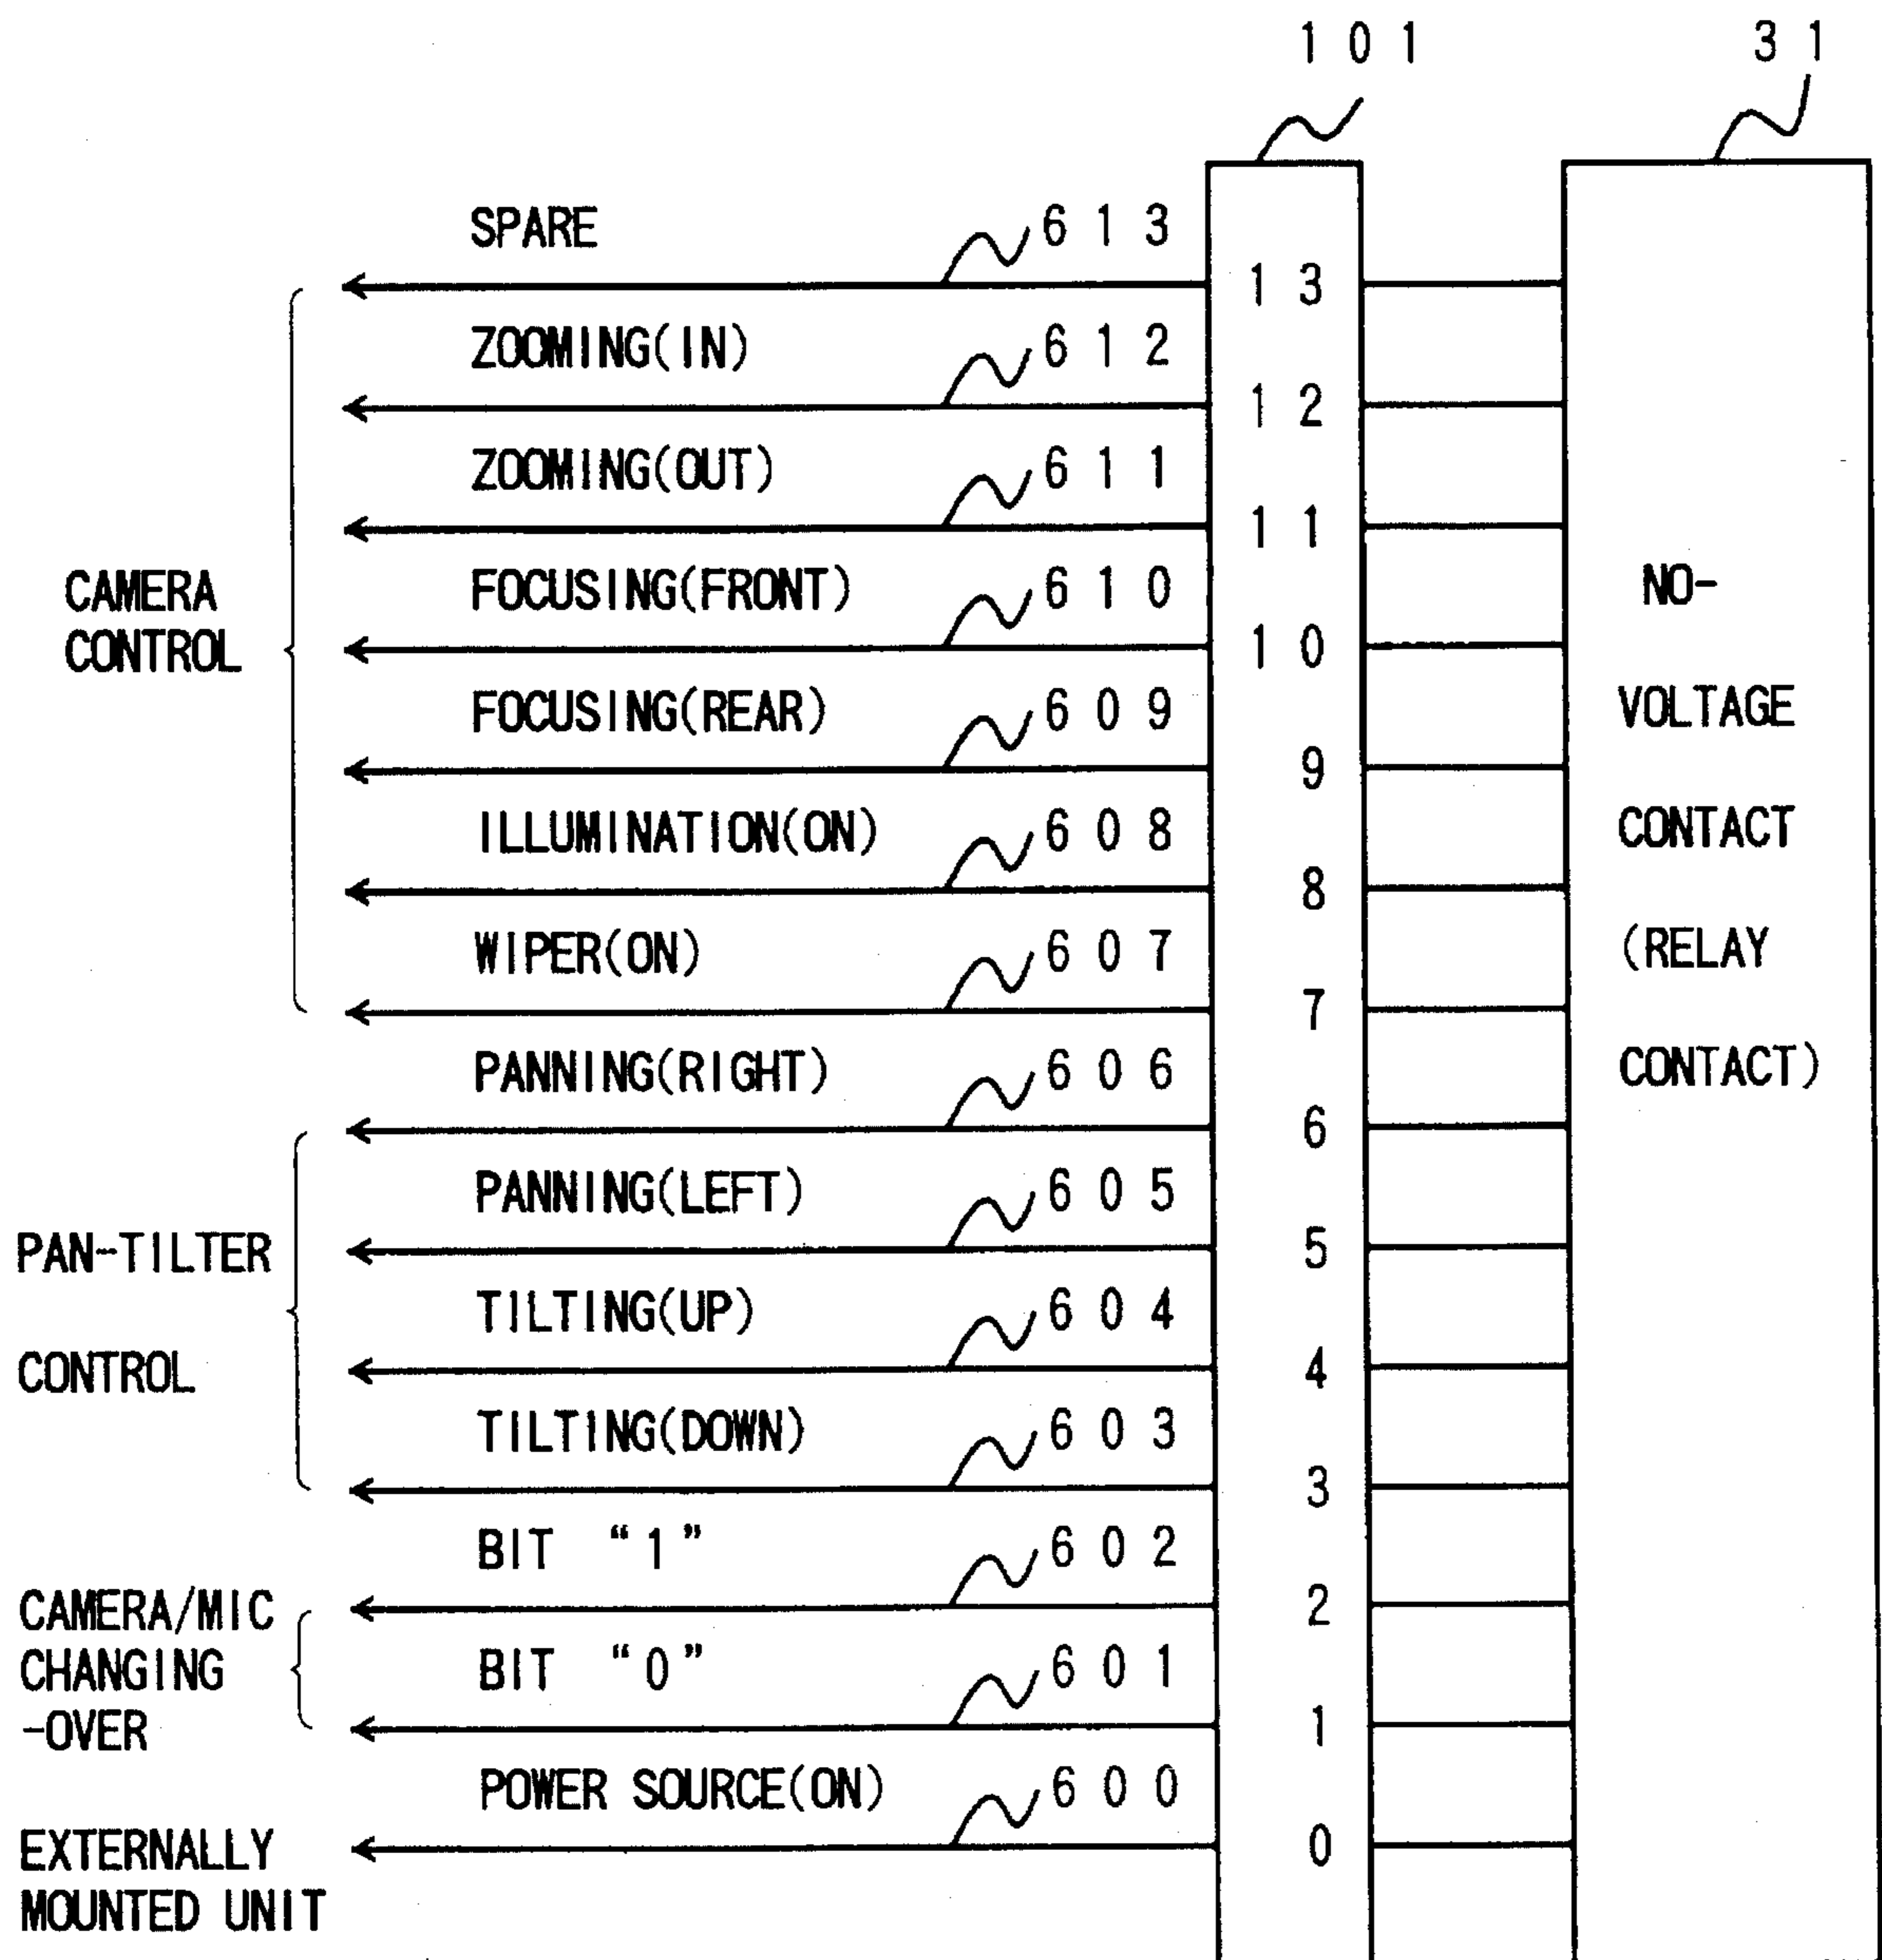 1 0 1
3 1
SPARE
6 1 3
1 3
ZOOMING(IN)
6 1 2
1 2
ZOOMING(OUT)
6 1 1
1 1
CAMERA
CONTROL
FOCUSING(FRONT)
6 1 0
1 0
FOCUSING(REAR)
6 0 9
9
ILLUMINATION(ON)
6 0 8
8
WIPER(ON)
6 0 7
7
NO-
VOLTAGE
CONTACT
(RELAY
CONTACT)
PANNING(RIGHT)
6 0 6
6
PAN-TILTER
CONTROL
PANNING(LEFT)
6 0 5
5
TILTING(UP)
6 0 4
4
TILTING(DOWN)
6 0 3
3
CAMERA/MIC
CHANGING
-OVER
BIT “1”
6 0 2
2
BIT “0”
6 0 1
1
EXTERNALLY
MOUNTED UNIT
POWER SOURCE(ON)
6 0 0
0